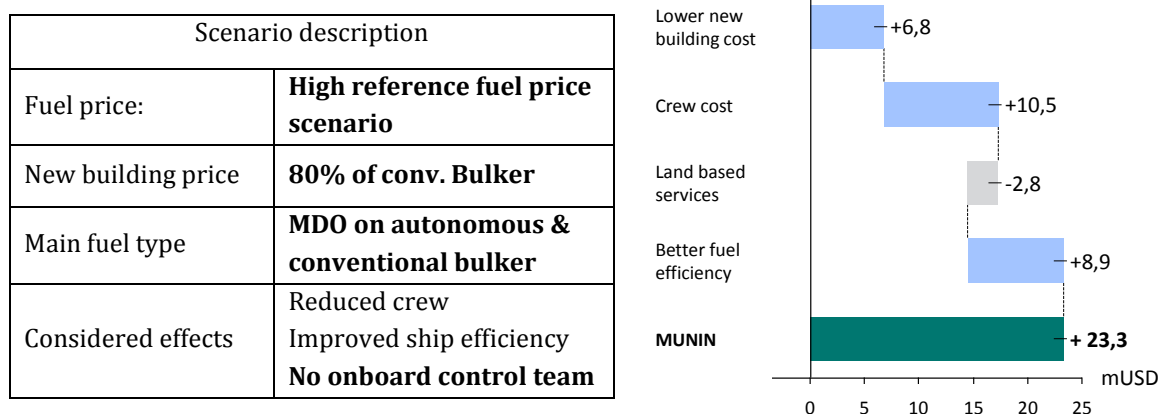 Scenario description
Fuel price:
High reference fuel price
scenario
New building price
80% of conv. Bulker
Main fuel type
MDO on autonomous &
conventional bulker
Considered effects
Reduced crew
Improved ship efficiency
No onboard control team
Lower new
building cost
+6,8
Crew cost
+10,5
Land based
services
-2,8
Better fuel
efficiency
+8,9
MUNIN
+ 23,3
mUSD
0 5 10 15 20 25